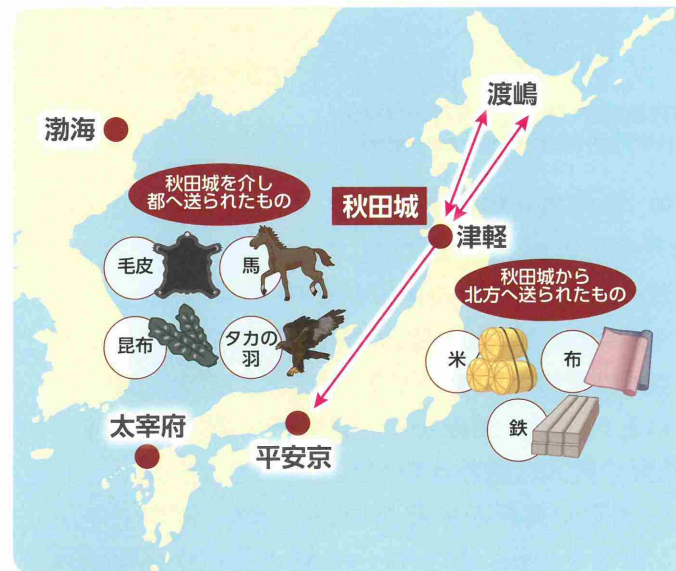 渡嶋
渤海
秋田城を介し
都へ送られたもの
秋田城
津軽
毛皮
馬
秋田城から
北方へ送られたもの
昆布
タカの
羽
米
布
鉄
太宰府
平安京